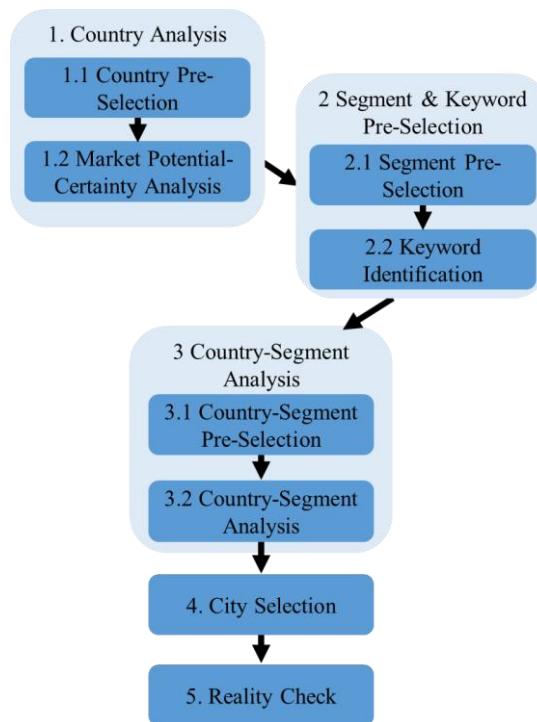 1. Country Analysis
1.1 Country Pre-
Selection
1.2 Market Potential-
Certainty Analysis
2 Segment & Keyword
Pre-Selection
2.1 Segment Pre-
Selection
2.2 Keyword
Identification
3 Country-Segment
Analysis
3.1 Country-Segment
Pre-Selection
3.2 Country-Segment
Analysis
4. City Selection
5. Reality Check